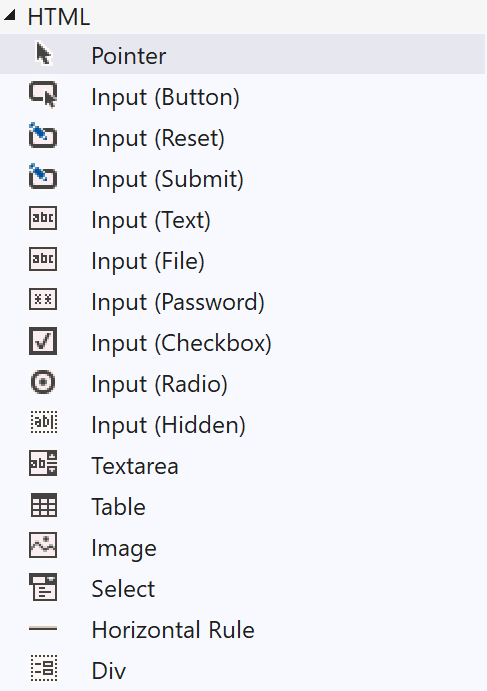 HTML
Pointer
Input (Button)
Input (Reset)
Input (Submit)
Input (Text)
Input (File)
Input (Password)
Input (Checkbox)
Input (Radio)
Input (Hidden)
Textarea
Table
Image
Select
Horizontal Rule
Div